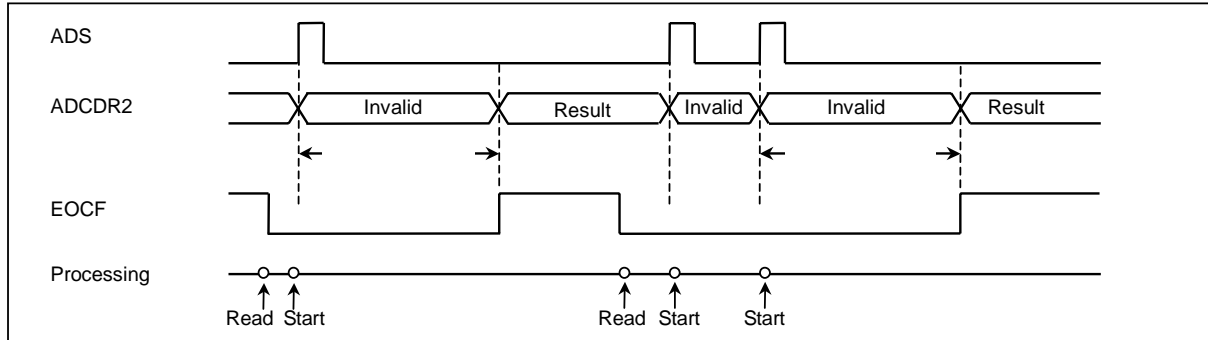 ADS
ADCDR2 Invalid Result Invalid Invalid Result
EOCF
Processing
Read Start Read Start Start